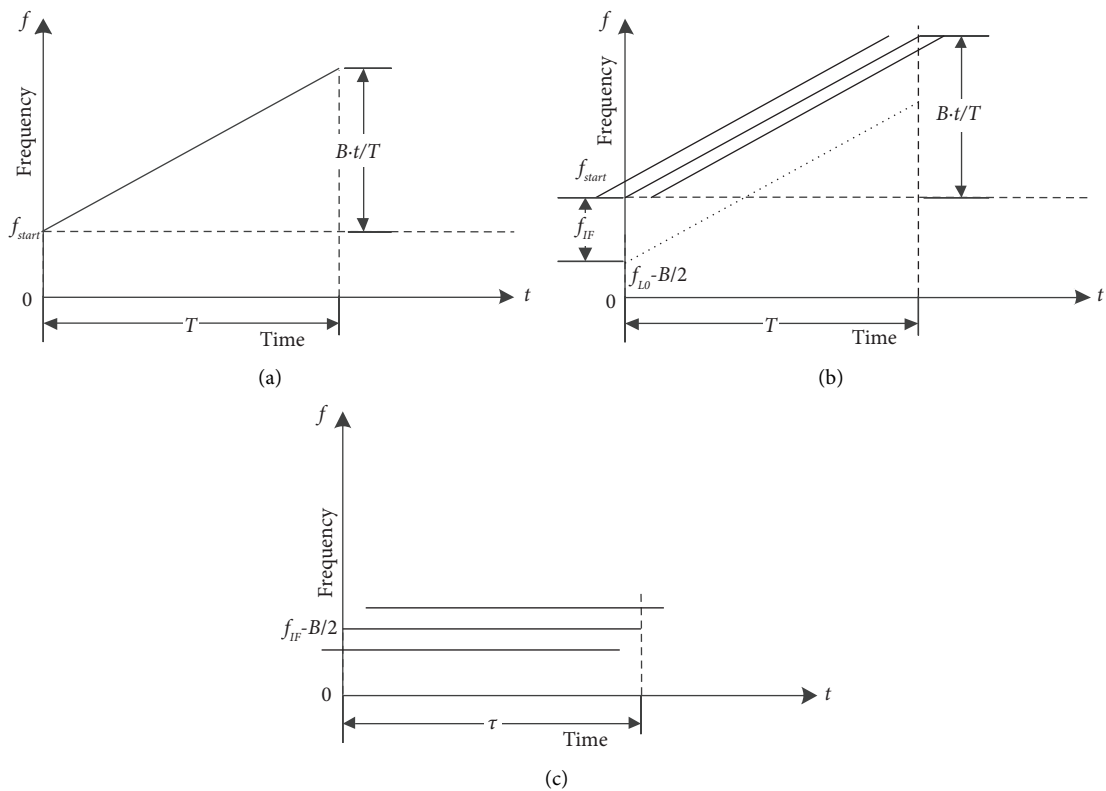 f
Frequency
B·t/T
f_start
0
t
T
Time
(a)
f
Frequency
B·t/T
f_start
f_IF
f_L0-B/2
0
t
T
Time
(b)
f
Frequency
f_IF-B/2
0
t
τ
Time
(c)